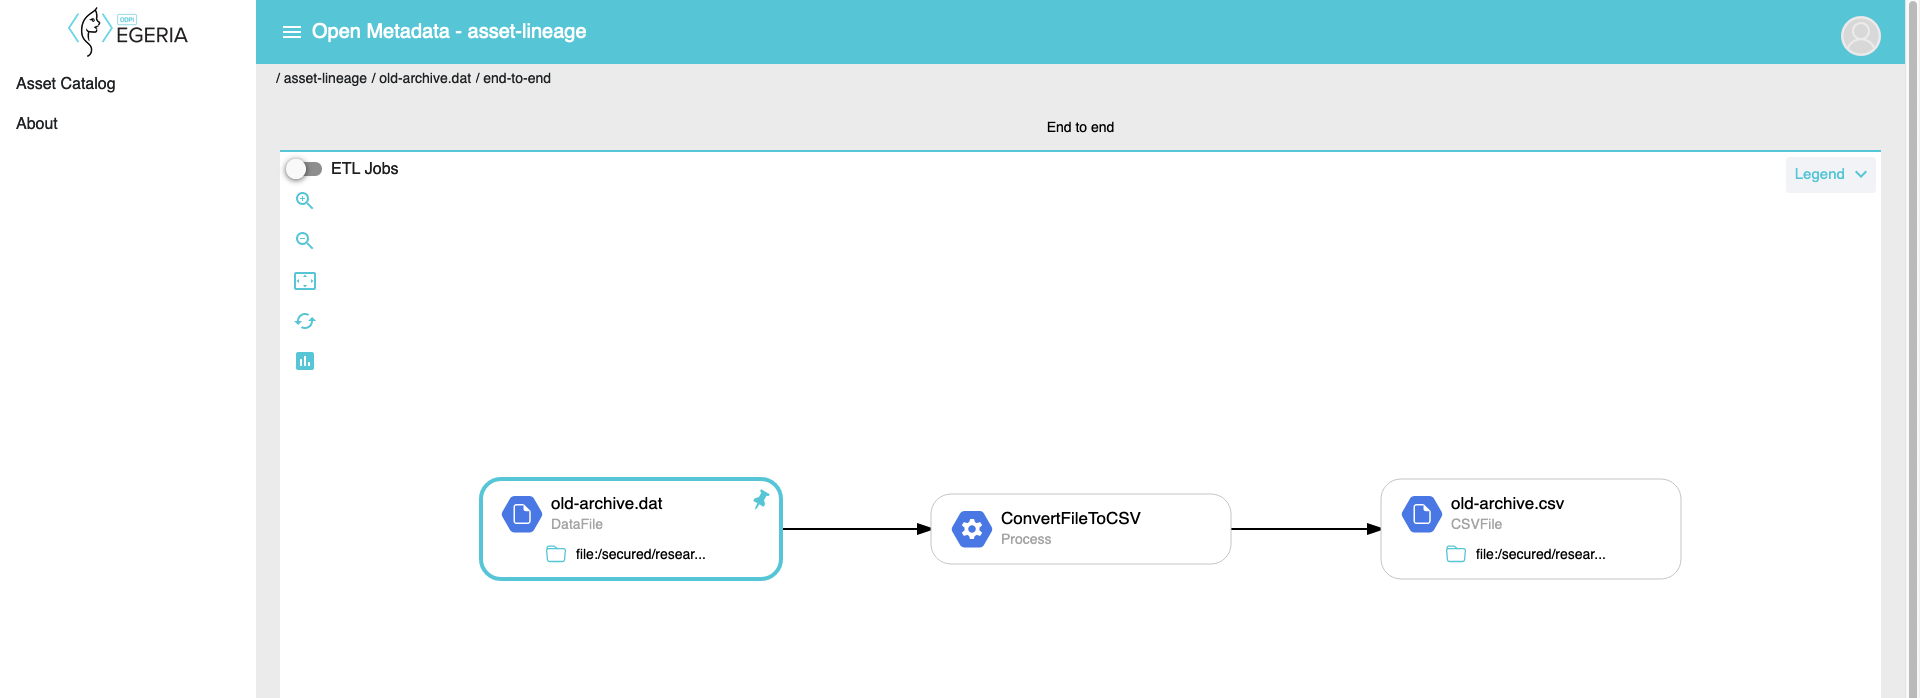 ODPi
EGERIA
Asset Catalog
About
Open Metadata - asset-lineage
/ asset-lineage / old-archive.dat / end-to-end
End to end
ETL Jobs
Legend
old-archive.dat
DataFile
file:/secured/resear...
ConvertFileToCSV
Process
old-archive.csv
CSVFile
file:/secured/resear...